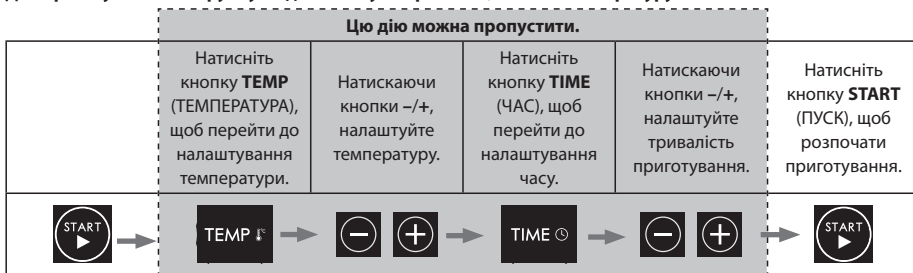 Цю дію можна пропустити.
Натисніть
кнопку TEMP
(ТЕМПЕРАТУРА),
щоб перейти до
налаштування
температури.
Натискаючи
кнопки –/+,
налаштуйте
температуру.
Натисніть
кнопку TIME
(ЧАС), щоб
перейти до
налаштування
часу.
Натискаючи
кнопки –/+,
налаштуйте
тривалість
приготування.
Натисніть
кнопку START
(ПУСК), щоб
розпочати
приготування.
START
TEMP
TIME
START